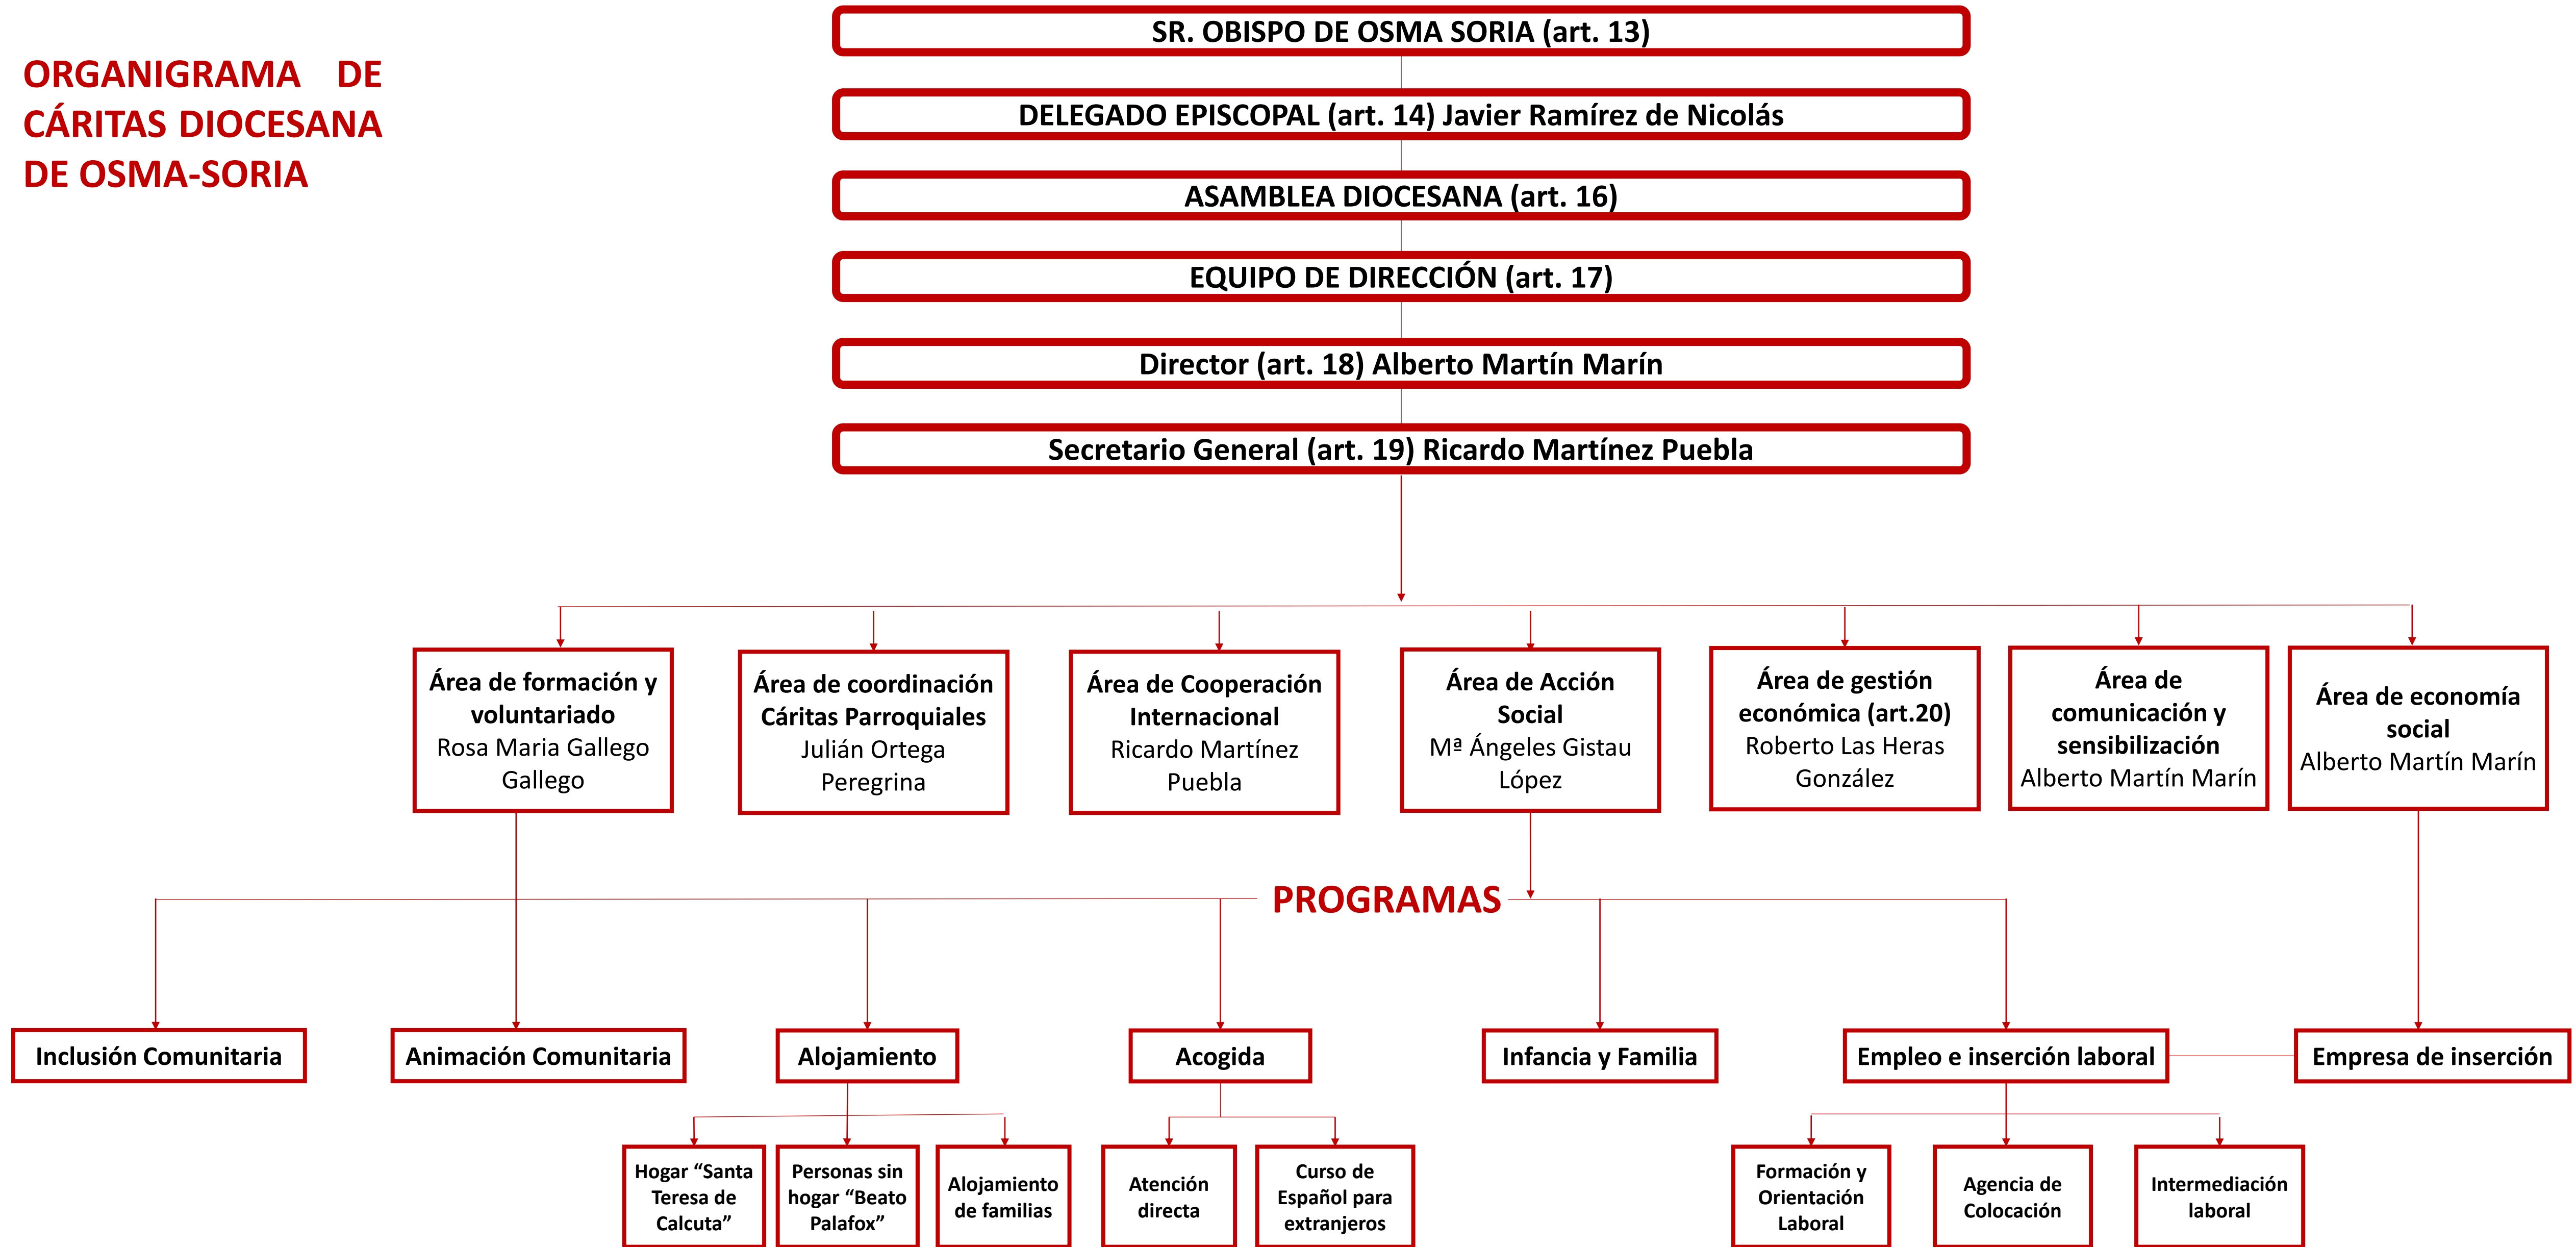 ORGANIGRAMA DE
CÁRITAS DIOCESANA
DE OSMA-SORIA
SR. OBISPO DE OSMA SORIA (art. 13)
DELEGADO EPISCOPAL (art. 14) Javier Ramírez de Nicolás
ASAMBLEA DIOCESANA (art. 16)
EQUIPO DE DIRECCIÓN (art. 17)
Director (art. 18) Alberto Martín Marín
Secretario General (art. 19) Ricardo Martínez Puebla
Área de formación y
voluntariado
Rosa Maria Gallego
Gallego
Área de coordinación
Cáritas Parroquiales
Julián Ortega
Peregrina
Área de Cooperación
Internacional
Ricardo Martínez
Puebla
Área de Acción
Social
Mª Ángeles Gistau
López
Área de gestión
económica (art.20)
Roberto Las Heras
González
Área de
comunicación y
sensibilización
Alberto Martín Marín
Área de economía
social
Alberto Martín Marín
PROGRAMAS
Inclusión Comunitaria
Animación Comunitaria
Alojamiento
Acogida
Infancia y Familia
Empleo e inserción laboral
Empresa de inserción
Hogar “Santa
Teresa de
Calcuta”
Personas sin
hogar “Beato
Palafox”
Alojamiento
de familias
Atención
directa
Curso de
Español para
extranjeros
Formación y
Orientación
Laboral
Agencia de
Colocación
Intermediación
laboral